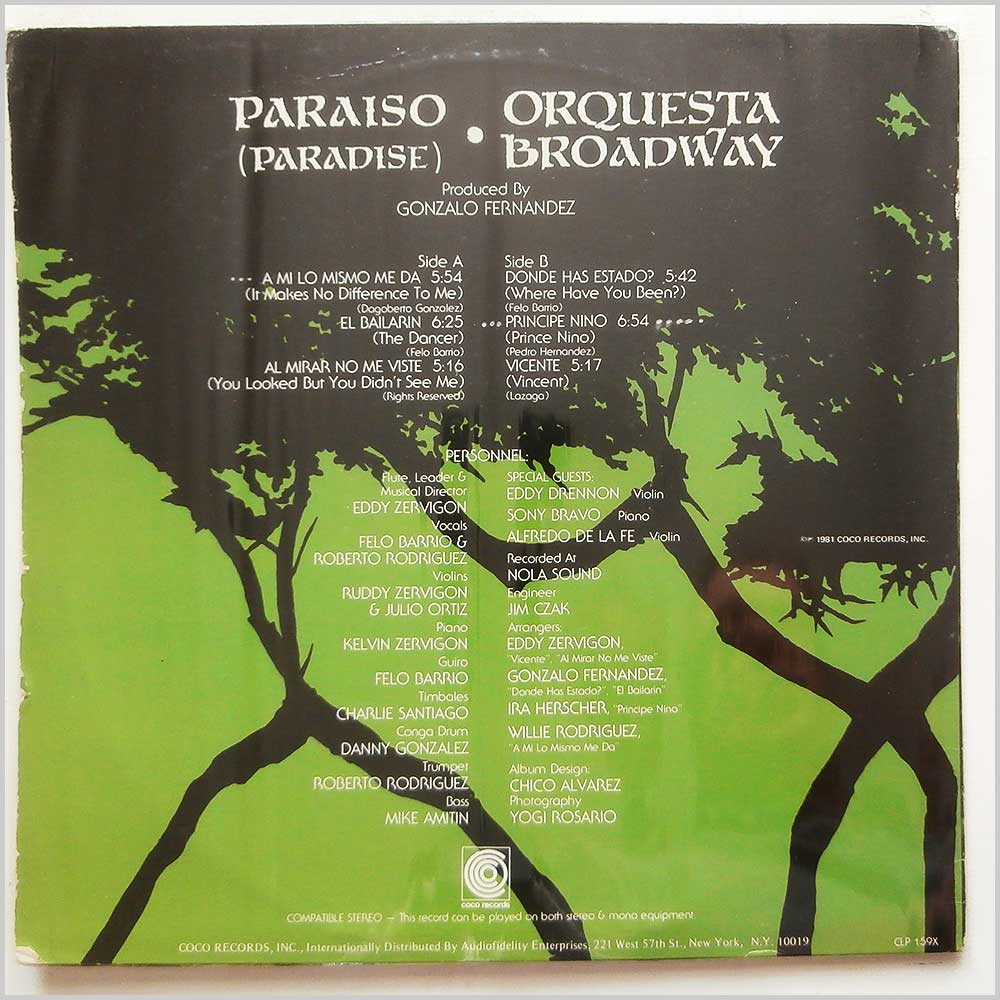 PARAISO
(PARADISE)
•
ORQUESTA
BROADWAY
Produced By
GONZALO FERNANDEZ
Side A
A MI LO MISMO ME DA 5:54
(It Makes No Difference To Me)
(Dagoberto Gonzalez)
EL BAILARIN 6:25
(The Dancer)
(Felo Barrio)
AL MIRAR NO ME VISTE 5:16
(You Looked But You Didn't See Me)
(Rights Reserved)
Side B
DONDE HAS ESTADO? 5:42
(Where Have You Been?)
(Felo Barrio)
PRINCIPE NINO 6:54
(Prince Nino)
(Pedro Hernandez)
VICENTE 5:17
(Vincent)
(Lazaga)
PERSONNEL:
Flute, Leader &
Musical Director
EDDY ZERVIGON
Vocals
FELO BARRIO &
ROBERTO RODRIGUEZ
Violins
RUDDY ZERVIGON
& JULIO ORTIZ
Piano
KELVIN ZERVIGON
Guiro
FELO BARRIO
Timbales
CHARLIE SANTIAGO
Conga Drum
DANNY GONZALEZ
Trumpet
ROBERTO RODRIGUEZ
Bass
MIKE AMITIN
SPECIAL GUESTS:
EDDY DRENNON Violin
SONY BRAVO Piano
ALFREDO DE LA FE Violin
Recorded At
NOLA SOUND
Engineer
JIM CZAK
Arrangers:
EDDY ZERVIGON,
"Vicente", "Al Mirar No Me Viste"
GONZALO FERNANDEZ,
"Donde Has Estado?", "El Bailarin"
IRA HERSCHER, "Principe Nino"
WILLIE RODRIGUEZ,
"A Mi Lo Mismo Me Da"
Album Design:
CHICO ALVAREZ
Photography
YOGI ROSARIO
©℗ 1981 COCO RECORDS, INC.
coco records
COMPATIBLE STEREO — This record can be played on both stereo & mono equipment.
COCO RECORDS, INC., Internationally Distributed By Audiofidelity Enterprises, 221 West 57th St., New York, N.Y. 10019
CLP 159X